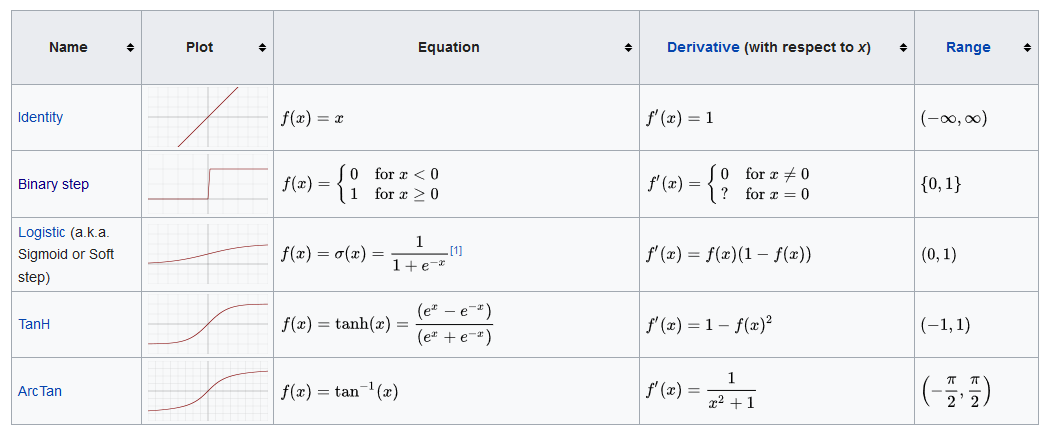 Name Plot Equation Derivative (with respect to x) Range
Identity f(x) = x f′(x) = 1 (−∞, ∞)
Binary step f(x) = { 0 for x < 0 f′(x) = { 0 for x ≠ 0 {0, 1}
1 for x ≥ 0 ? for x = 0
Logistic (a.k.a.
Sigmoid or Soft
step)
f(x) = σ(x) = 1 / (1 + e^−x) [1] f′(x) = f(x)(1 − f(x)) (0, 1)
TanH f(x) = tanh(x) = (e^x − e^−x) / (e^x + e^−x) f′(x) = 1 − f(x)² (−1, 1)
ArcTan f(x) = tan⁻¹(x) f′(x) = 1 / (x² + 1) (−π/2, π/2)